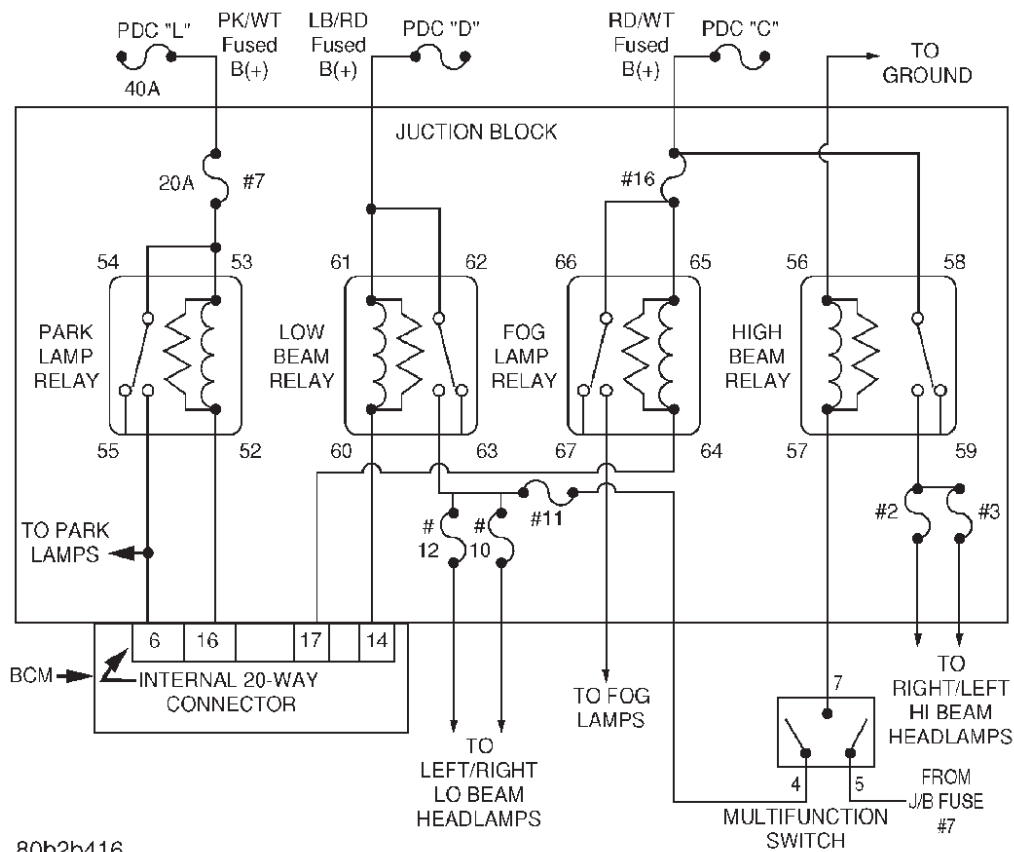 PDC "L"
40A
PK/WT
Fused
B(+)
LB/RD
Fused
B(+)
PDC "D"
RD/WT
Fused
B(+)
PDC "C"
TO
GROUND
JUCTION BLOCK
20A
#7
#16
54
53
61
62
66
65
56
58
PARK
LAMP
RELAY
LOW
BEAM
RELAY
FOG
LAMP
RELAY
HIGH
BEAM
RELAY
55
52
60
63
67
64
57
59
#
12
#
10
#11
#2
#3
TO PARK
LAMPS
6
16
17
14
BCM
INTERNAL 20-WAY
CONNECTOR
TO
LEFT/RIGHT
LO BEAM
HEADLAMPS
TO FOG
LAMPS
TO
RIGHT/LEFT
HI BEAM
HEADLAMPS
7
4
5
FROM
J/B FUSE
#7
MULTIFUNCTION
SWITCH
80b2b416